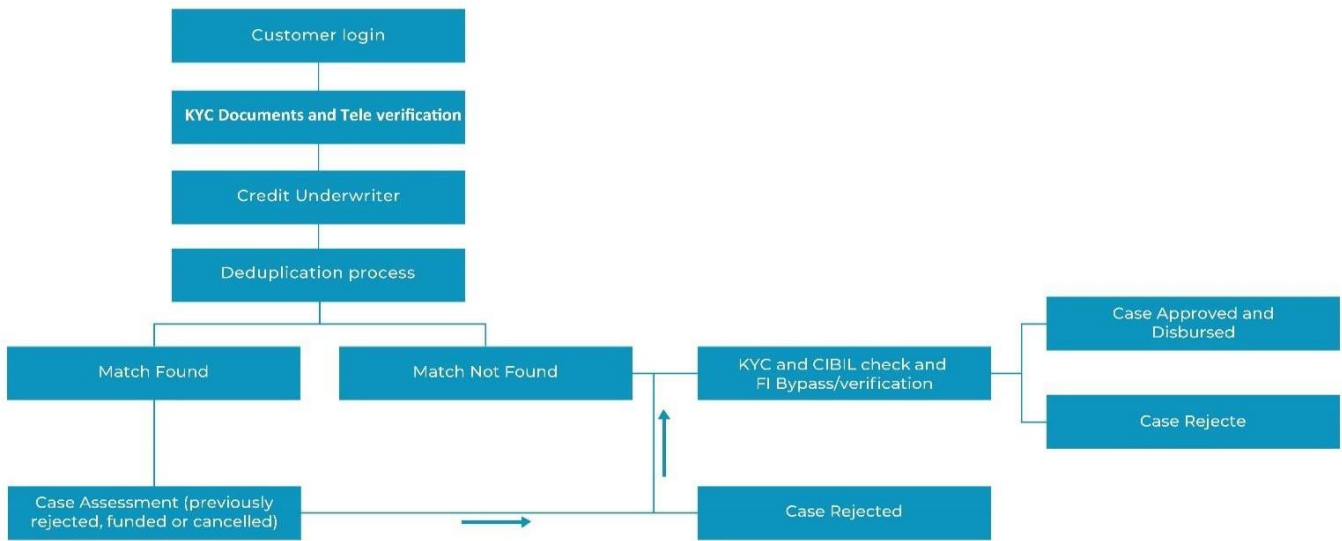 Customer login
KYC Documents and Tele verification
Credit Underwriter
Deduplication process
Match Found
Match Not Found
KYC and CIBIL check and
FI Bypass/verification
Case Approved and
Disbursed
Case Rejecte
Case Assessment (previously
rejected, funded or cancelled)
Case Rejected